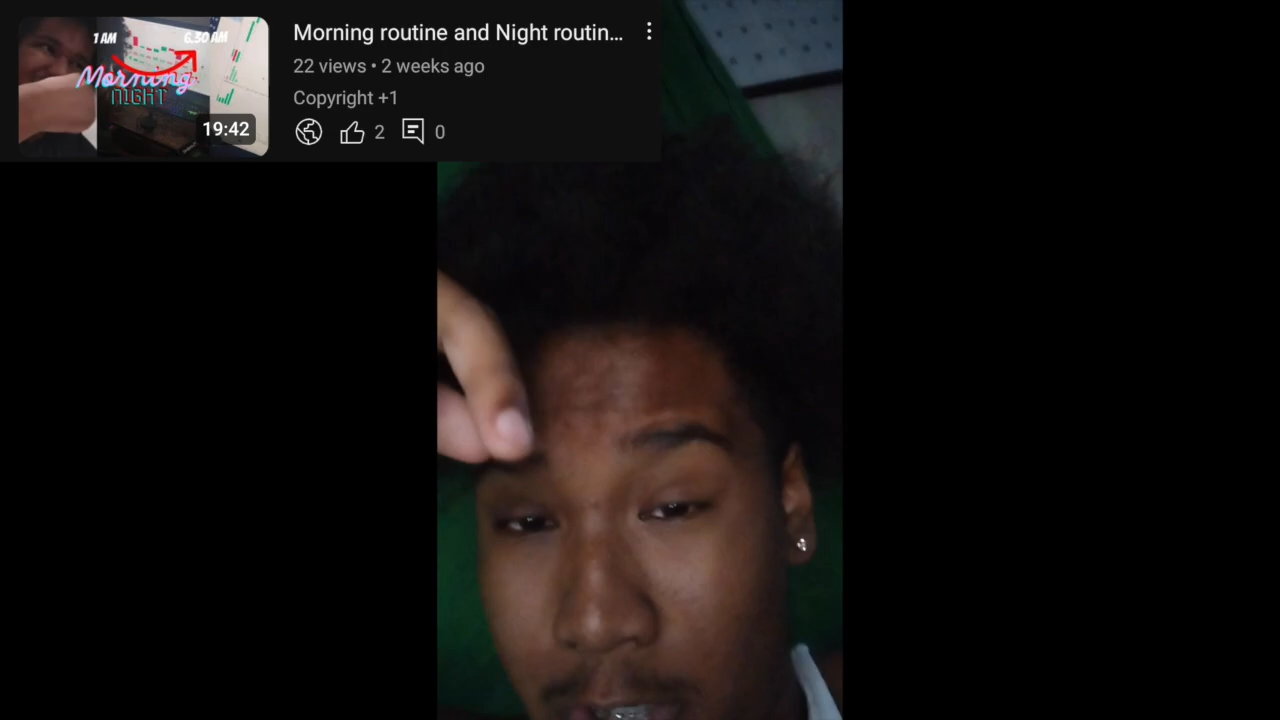 1 AM
6.30 AM
Morning
NIGHT
19:42
Morning routine and Night routin...
22 views • 2 weeks ago
Copyright +1
2
0